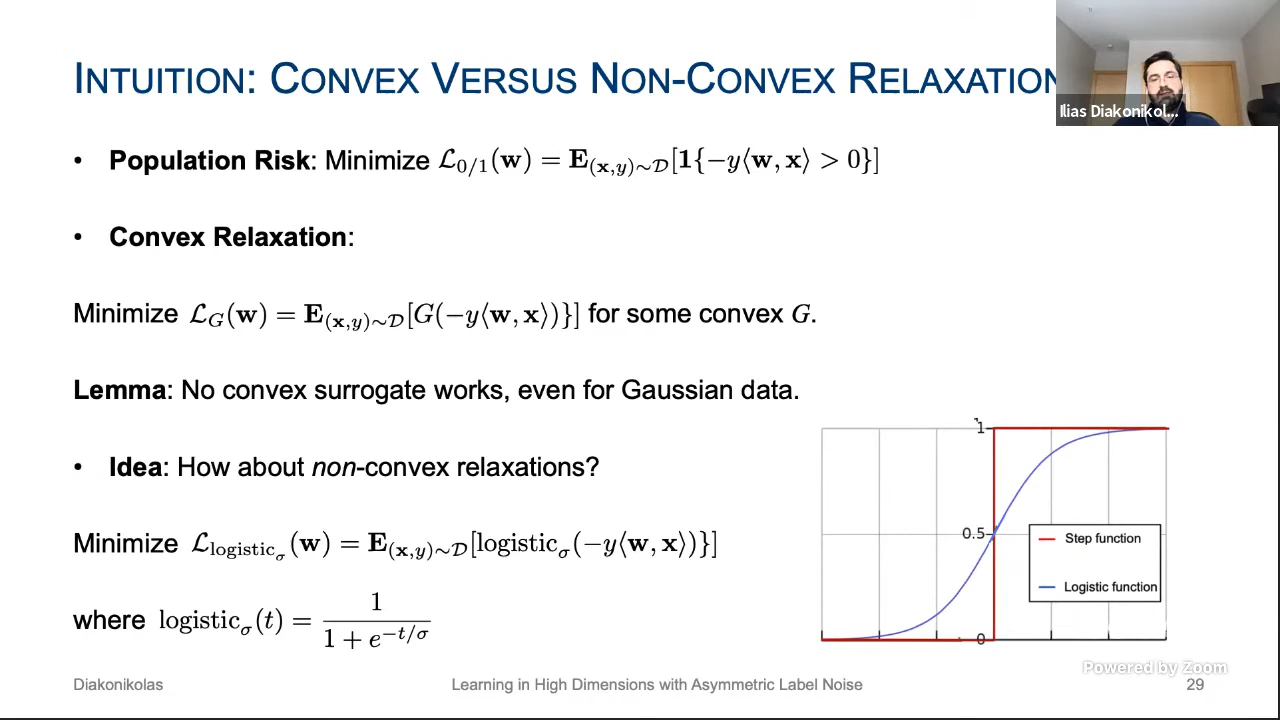 INTUITION: CONVEX VERSUS NON-CONVEX RELAXATION
Ilias Diakonikol...
• Population Risk: Minimize ℒ_{0/1}(𝐰) = 𝐄_{(𝐱,y)∼𝒟}[𝟏{−y⟨𝐰, 𝐱⟩ > 0}]
• Convex Relaxation:
Minimize ℒ_G(𝐰) = 𝐄_{(𝐱,y)∼𝒟}[G(−y⟨𝐰, 𝐱⟩)}] for some convex G.
Lemma: No convex surrogate works, even for Gaussian data.
• Idea: How about non-convex relaxations?
Minimize ℒ_{logistic_σ}(𝐰) = 𝐄_{(𝐱,y)∼𝒟}[logistic_σ(−y⟨𝐰, 𝐱⟩)}]
where logistic_σ(t) = 1 / (1 + e^{−t/σ})
1
0.5
0
Step function
Logistic function
Powered by Zoom
Diakonikolas
Learning in High Dimensions with Asymmetric Label Noise
29